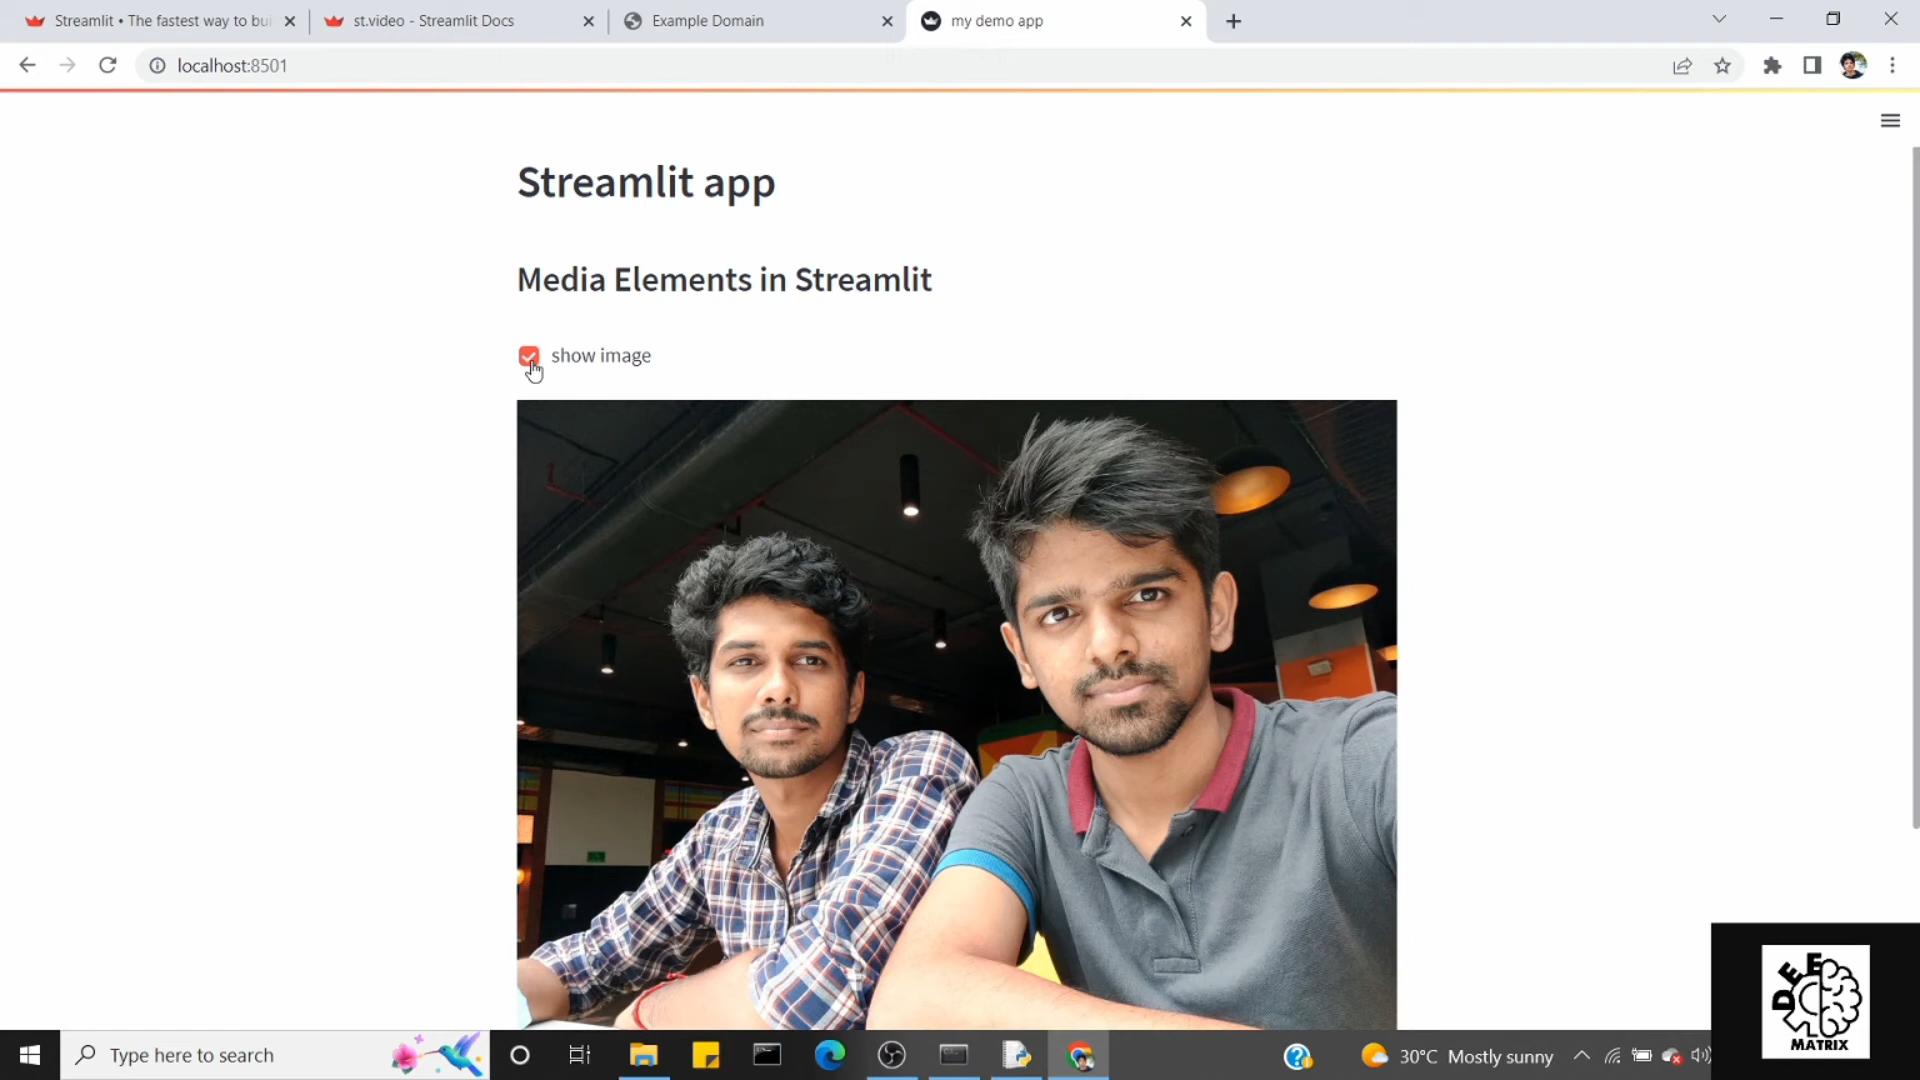 Streamlit • The fastest way to bui
st.video - Streamlit Docs
Example Domain
my demo app
localhost:8501
Streamlit app
Media Elements in Streamlit
show image
DEE
MATRIX
Type here to search
30°C Mostly sunny